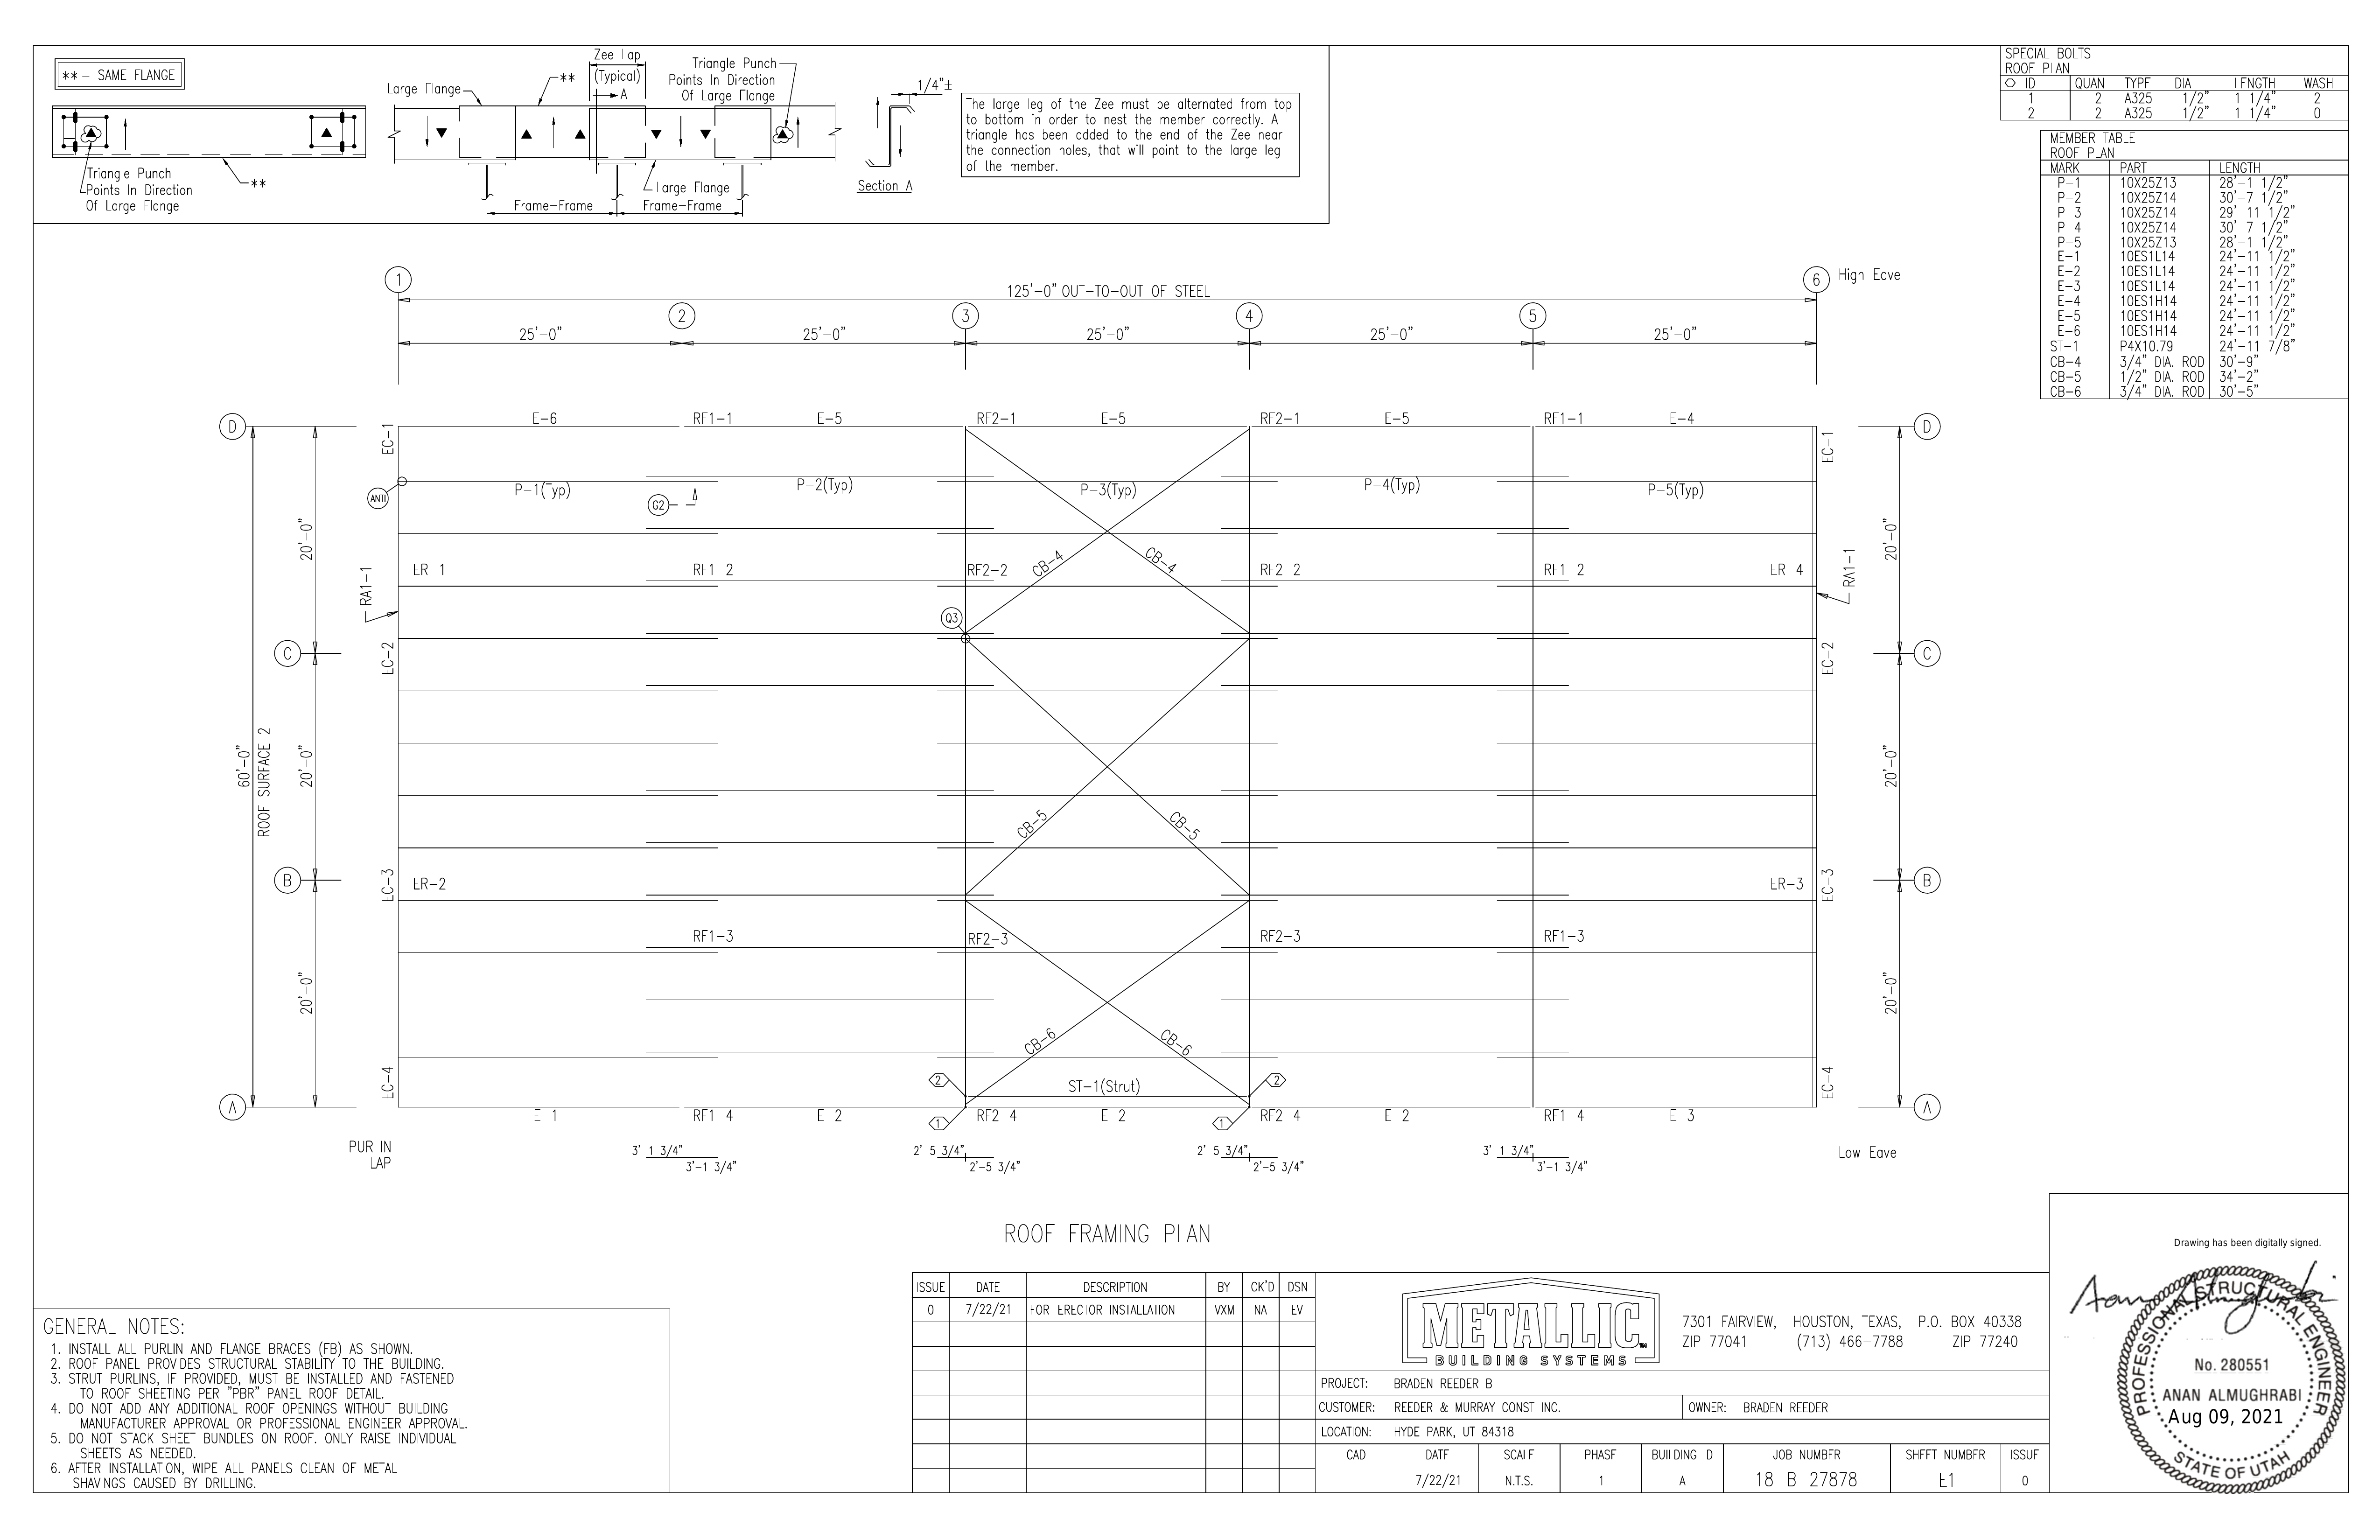 ** = SAME FLANGE
Triangle Punch
Points In Direction
Of Large Flange
**
Large Flange
**
Zee Lap
(Typical)
A
Triangle Punch
Points In Direction
Of Large Flange
Large Flange
Frame-Frame
Frame-Frame
1/4"±
Section A
The large leg of the Zee must be alternated from top
to bottom in order to nest the member correctly. A
triangle has been added to the end of the Zee near
the connection holes, that will point to the large leg
of the member.
SPECIAL BOLTS
ROOF PLAN
ID QUAN TYPE DIA LENGTH WASH
1 2 A325 1/2" 1 1/4" 2
2 2 A325 1/2" 1 1/4" 0
MEMBER TABLE
ROOF PLAN
MARK PART LENGTH
P-1 10X25Z13 28'-1 1/2"
P-2 10X25Z14 30'-7 1/2"
P-3 10X25Z14 29'-11 1/2"
P-4 10X25Z14 30'-7 1/2"
P-5 10X25Z13 28'-1 1/2"
E-1 10ES1L14 24'-11 1/2"
E-2 10ES1L14 24'-11 1/2"
E-3 10ES1L14 24'-11 1/2"
E-4 10ES1H14 24'-11 1/2"
E-5 10ES1H14 24'-11 1/2"
E-6 10ES1H14 24'-11 1/2"
ST-1 P4X10.79 24'-11 7/8"
CB-4 3/4" DIA. ROD 30'-9"
CB-5 1/2" DIA. ROD 34'-2"
CB-6 3/4" DIA. ROD 30'-5"
1 6 High Eave
125'-0" OUT-TO-OUT OF STEEL
2 3 4 5
25'-0" 25'-0" 25'-0" 25'-0" 25'-0"
E-6 RF1-1 E-5 RF2-1 E-5 RF2-1 E-5 RF1-1 E-4
D EC-1 EC-1 D
ANTI P-1(Typ) P-2(Typ) P-3(Typ) P-4(Typ) P-5(Typ)
G2
20'-0" 20'-0"
CB-4 CB-4
RA1-1 ER-1 RF1-2 RF2-2 RF2-2 RF1-2 ER-4 RA1-1
Q3
C EC-2 EC-2 C
60'-0"
ROOF SURFACE 2
20'-0" 20'-0"
CB-5 CB-5
B EC-3 ER-2 ER-3 EC-3 B
RF1-3 RF2-3 RF2-3 RF1-3
20'-0" 20'-0"
CB-6 CB-6
EC-4 2 ST-1(Strut) 2 EC-4
A A
E-1 RF1-4 E-2 1 RF2-4 E-2 1 RF2-4 E-2 RF1-4 E-3
PURLIN
LAP
3'-1 3/4" 2'-5 3/4" 2'-5 3/4" 3'-1 3/4"
3'-1 3/4" 2'-5 3/4" 2'-5 3/4" 3'-1 3/4"
Low Eave
ROOF FRAMING PLAN
GENERAL NOTES:
1. INSTALL ALL PURLIN AND FLANGE BRACES (FB) AS SHOWN.
2. ROOF PANEL PROVIDES STRUCTURAL STABILITY TO THE BUILDING.
3. STRUT PURLINS, IF PROVIDED, MUST BE INSTALLED AND FASTENED
TO ROOF SHEETING PER "PBR" PANEL ROOF DETAIL.
4. DO NOT ADD ANY ADDITIONAL ROOF OPENINGS WITHOUT BUILDING
MANUFACTURER APPROVAL OR PROFESSIONAL ENGINEER APPROVAL.
5. DO NOT STACK SHEET BUNDLES ON ROOF. ONLY RAISE INDIVIDUAL
SHEETS AS NEEDED.
6. AFTER INSTALLATION, WIPE ALL PANELS CLEAN OF METAL
SHAVINGS CAUSED BY DRILLING.
ISSUE DATE DESCRIPTION BY CK'D DSN
0 7/22/21 FOR ERECTOR INSTALLATION VXM NA EV
METALLIC TM
BUILDING SYSTEMS
7301 FAIRVIEW, HOUSTON, TEXAS, P.O. BOX 40338
ZIP 77041 (713) 466-7788 ZIP 77240
PROJECT: BRADEN REEDER B
CUSTOMER: REEDER & MURRAY CONST INC. OWNER: BRADEN REEDER
LOCATION: HYDE PARK, UT 84318
CAD DATE SCALE PHASE BUILDING ID JOB NUMBER SHEET NUMBER ISSUE
7/22/21 N.T.S. 1 A 18-B-27878 E1 0
Drawing has been digitally signed.
PROFESSIONAL STRUCTURAL ENGINEER
No. 280551
ANAN ALMUGHRABI
Aug 09, 2021
STATE OF UTAH